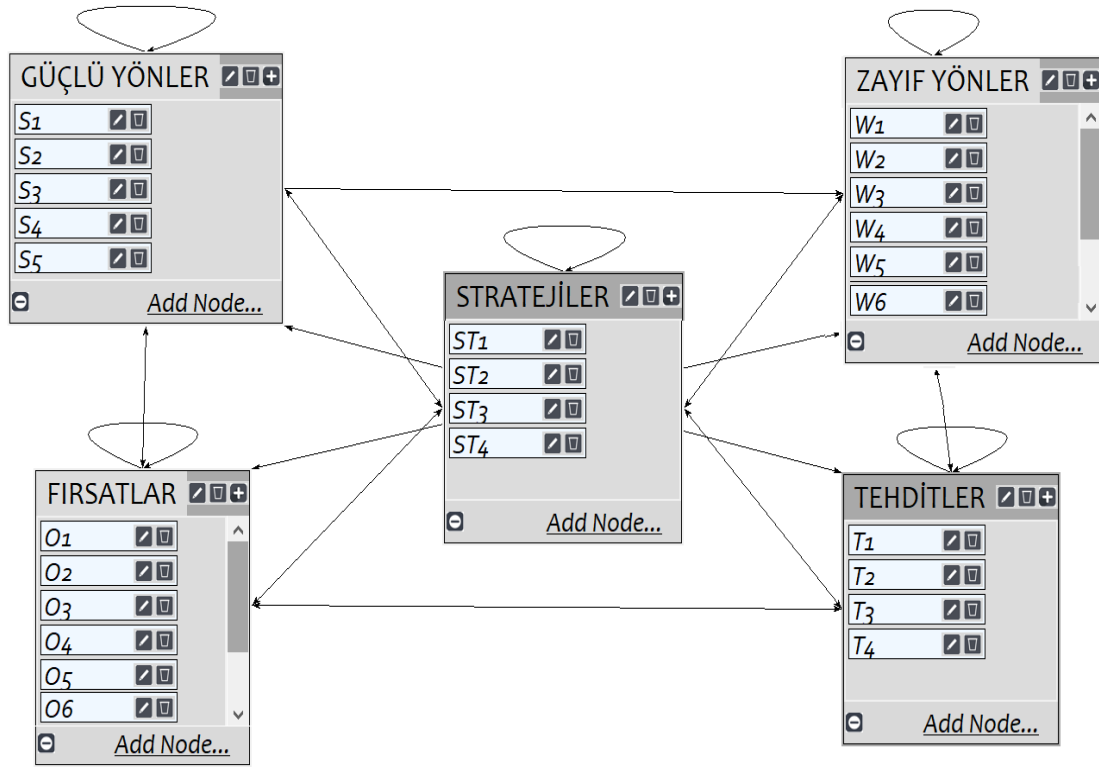 GÜÇLÜ YÖNLER
S1
S2
S3
S4
S5
Add Node...
ZAYIF YÖNLER
W1
W2
W3
W4
W5
W6
Add Node...
STRATEJİLER
ST1
ST2
ST3
ST4
Add Node...
FIRSATLAR
O1
O2
O3
O4
O5
O6
Add Node...
TEHDİTLER
T1
T2
T3
T4
Add Node...